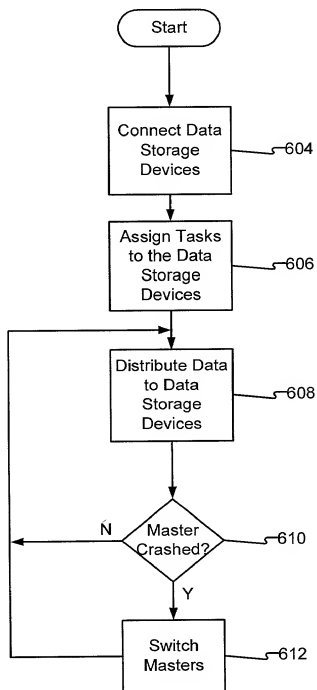 Start
Connect Data
Storage
Devices
604
Assign Tasks
to the Data
Storage
Devices
606
Distribute Data
to Data
Storage
Devices
608
Master
Crashed?
N
610
Y
Switch
Masters
612